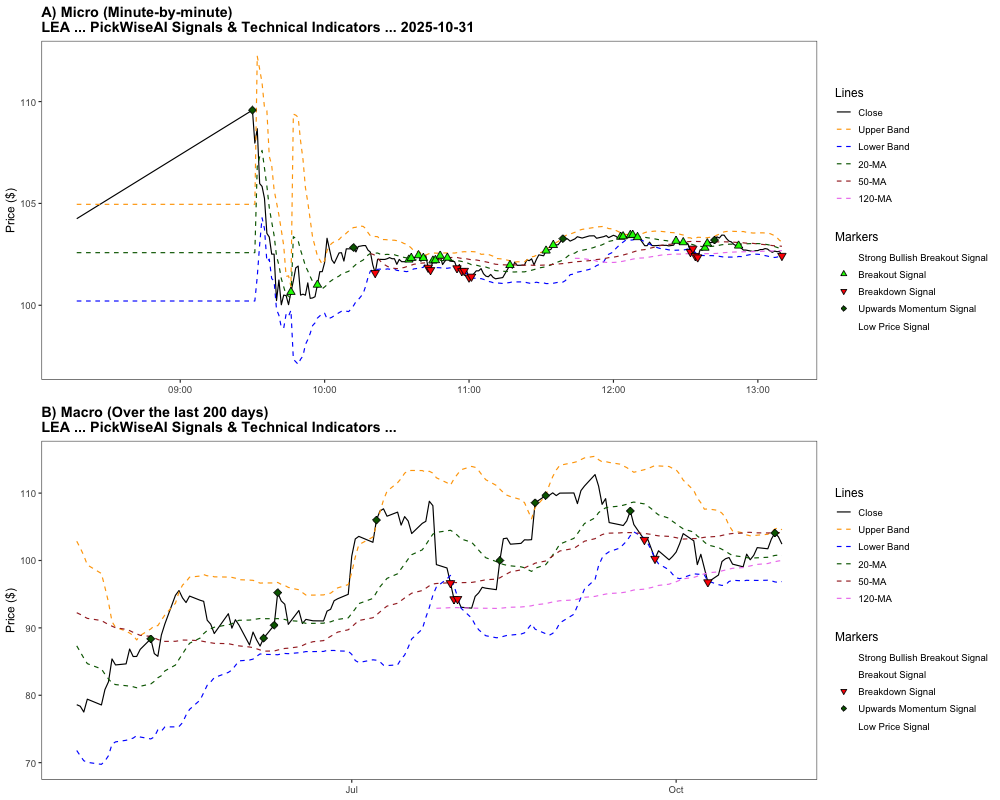 A) Micro (Minute-by-minute)
LEA ... PickWiseAI Signals & Technical Indicators ... 2025-10-31
Price ($)
110
105
100
09:00
10:00
11:00
12:00
13:00
Lines
Close
Upper Band
Lower Band
20-MA
50-MA
120-MA
Markers
Strong Bullish Breakout Signal
Breakout Signal
Breakdown Signal
Upwards Momentum Signal
Low Price Signal
B) Macro (Over the last 200 days)
LEA ... PickWiseAI Signals & Technical Indicators ...
Price ($)
110
100
90
80
70
Jul
Oct
Lines
Close
Upper Band
Lower Band
20-MA
50-MA
120-MA
Markers
Strong Bullish Breakout Signal
Breakout Signal
Breakdown Signal
Upwards Momentum Signal
Low Price Signal